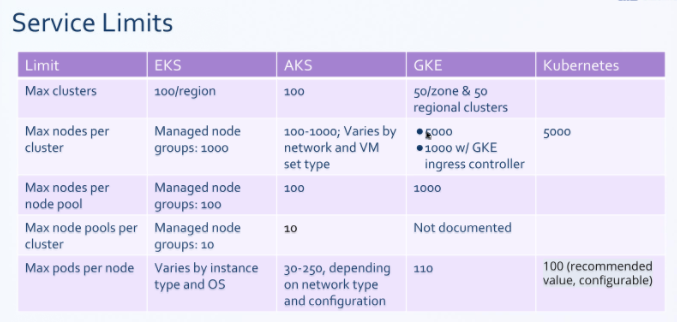 Service Limits
Limit EKS AKS GKE Kubernetes
Max clusters 100/region 100 50/zone & 50
regional clusters
Max nodes per Managed node 100-1000; Varies by •5000 5000
cluster groups: 1000 network and VM •1000 w/ GKE
set type ingress controller
Max nodes per Managed node 100 1000
node pool groups: 100
Max node pools per Managed node 10 Not documented
cluster groups: 10
Max pods per node Varies by instance 30-250, depending 110 100 (recommended
type and OS on network type value, configurable)
and configuration